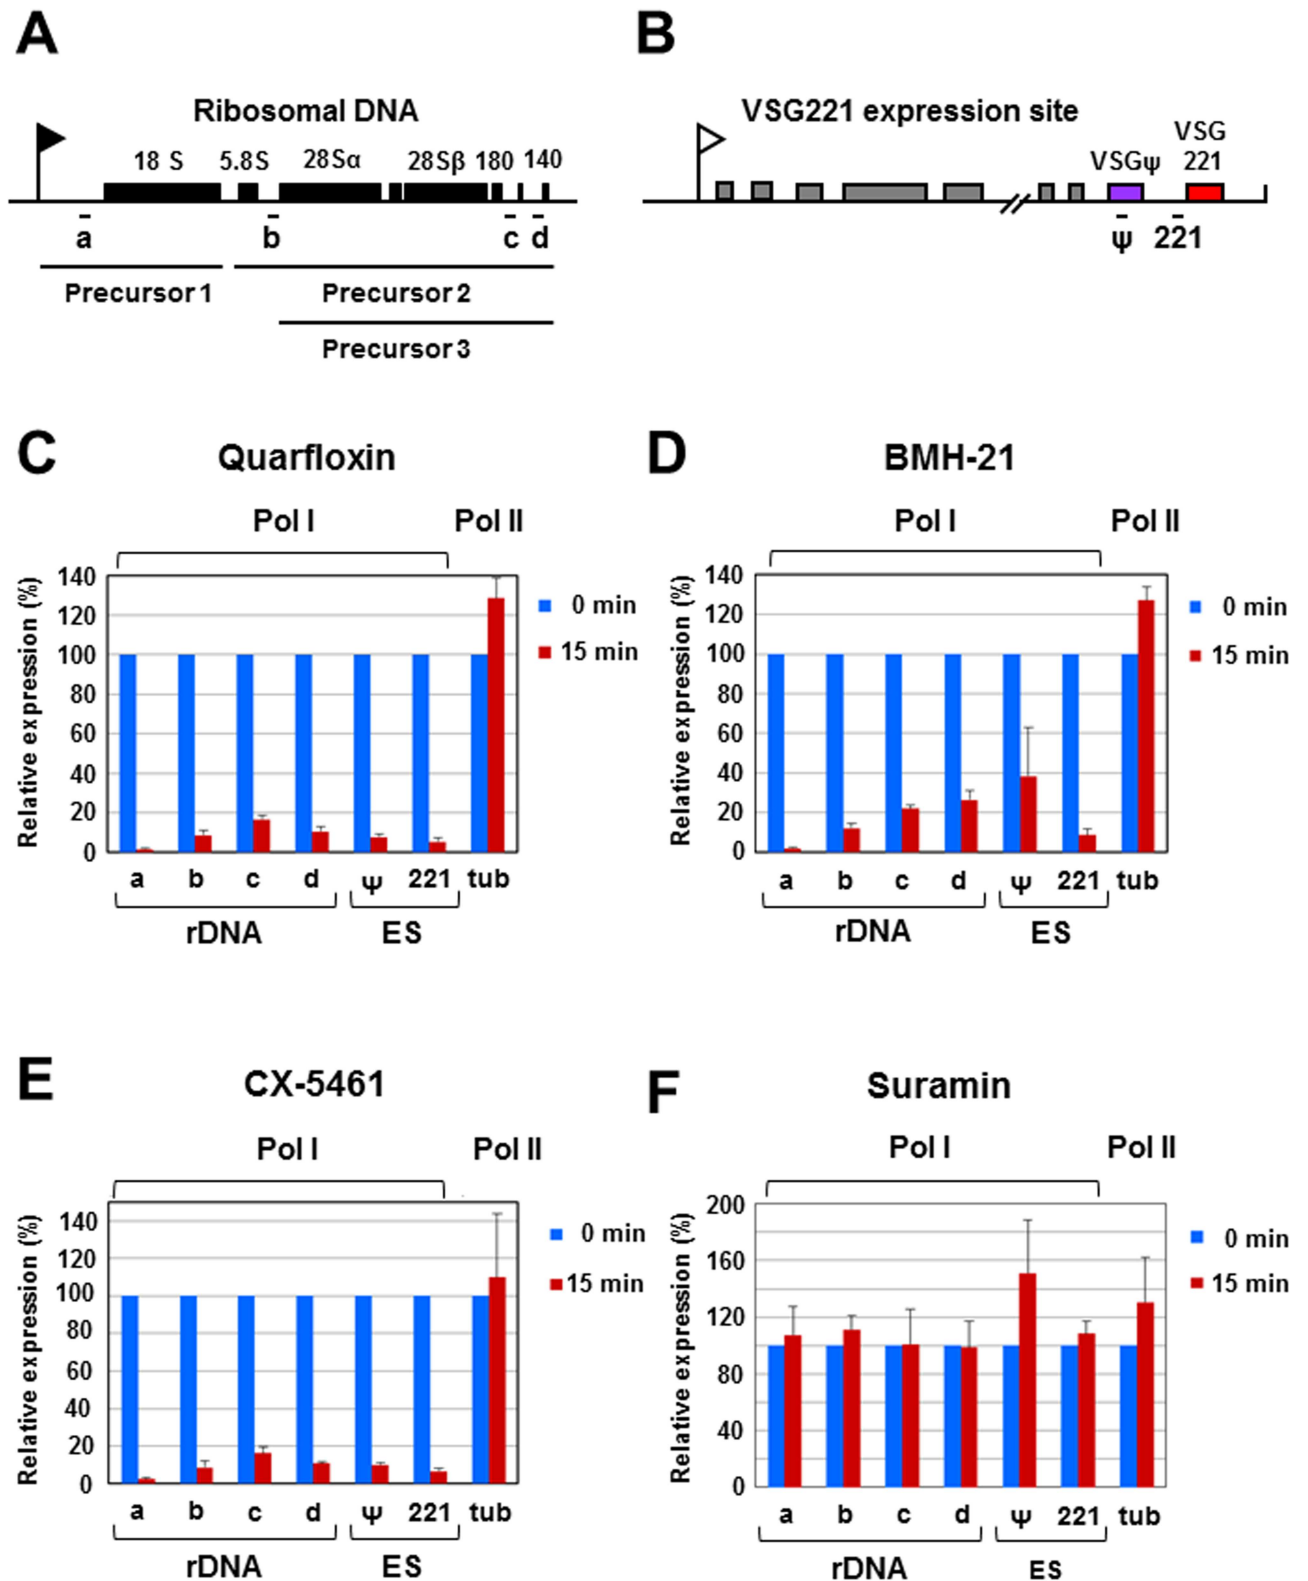 A
Ribosomal DNA
18 S 5.8S 28Sα 28Sβ 180 140
a b c d
Precursor 1 Precursor 2
Precursor 3
B
VSG221 expression site
VSGψ VSG
221
ψ 221
C
Quarfloxin
Pol I Pol II
Relative expression (%)
140
120
100
80
60
40
20
0
0 min
15 min
a b c d ψ 221 tub
rDNA ES
D
BMH-21
Pol I Pol II
Relative expression (%)
140
120
100
80
60
40
20
0
0 min
15 min
a b c d ψ 221 tub
rDNA ES
E
CX-5461
Pol I Pol II
Relative expression (%)
140
120
100
80
60
40
20
0
0 min
15 min
a b c d ψ 221 tub
rDNA ES
F
Suramin
Pol I Pol II
Relative expression (%)
200
160
120
80
40
0
0 min
15 min
a b c d ψ 221 tub
rDNA ES